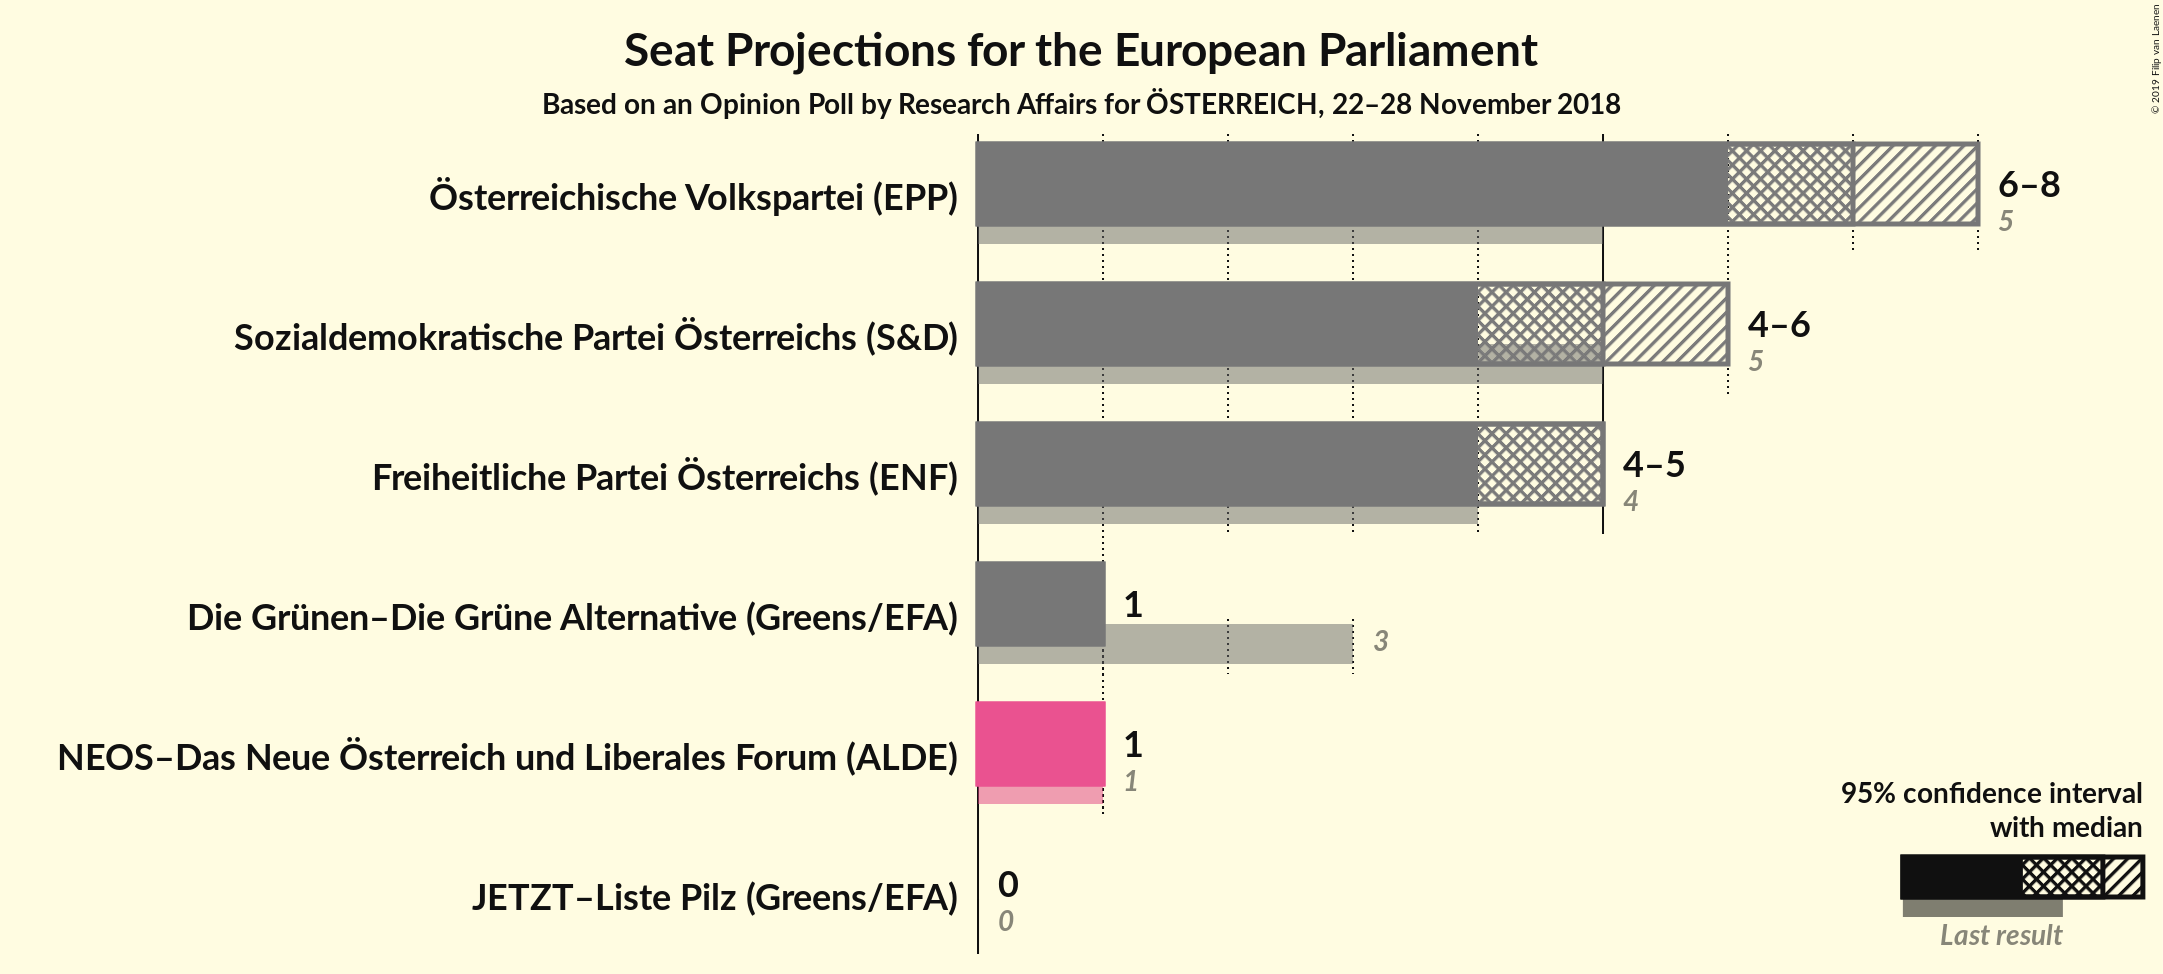 Seat Projections for the European Parliament
Based on an Opinion Poll by Research Affairs for ÖSTERREICH, 22–28 November 2018
© 2019 Filip van Laenen
Österreichische Volkspartei (EPP)
6–8
5
Sozialdemokratische Partei Österreichs (S&D)
4–6
5
Freiheitliche Partei Österreichs (ENF)
4–5
4
Die Grünen–Die Grüne Alternative (Greens/EFA)
1
3
NEOS–Das Neue Österreich und Liberales Forum (ALDE)
1
1
JETZT–Liste Pilz (Greens/EFA)
0
0
95% confidence interval
with median
Last result